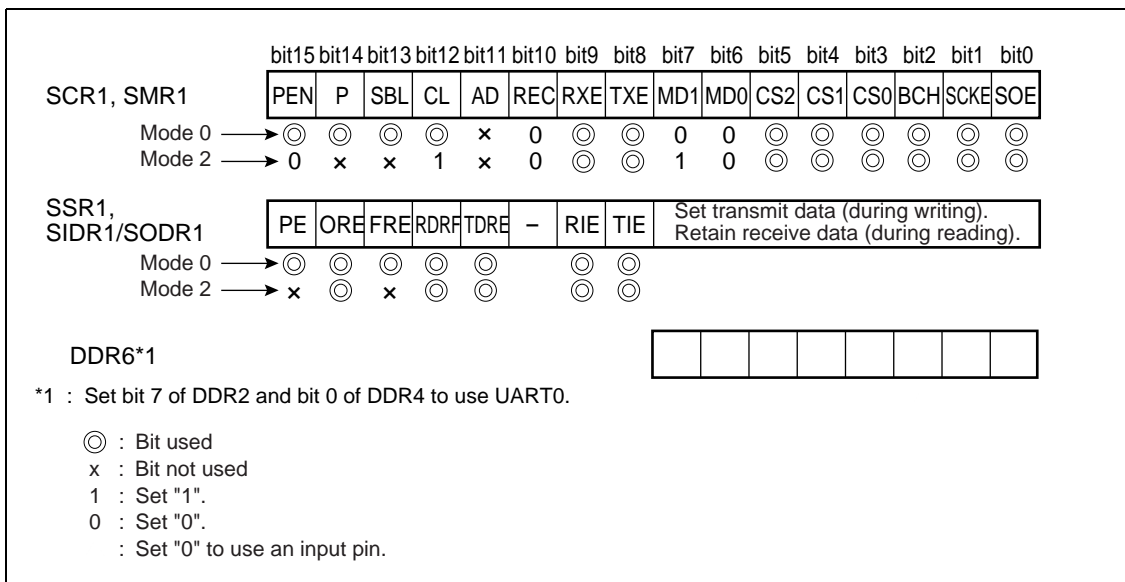 bit15 bit14 bit13 bit12 bit11 bit10 bit9 bit8 bit7 bit6 bit5 bit4 bit3 bit2 bit1 bit0
SCR1, SMR1 PEN P SBL CL AD REC RXE TXE MD1 MD0 CS2 CS1 CS0 BCH SCKE SOE
Mode 0 ◎ ◎ ◎ ◎ × 0 ◎ ◎ 0 0 ◎ ◎ ◎ ◎ ◎ ◎
Mode 2 0 × × 1 × 0 ◎ ◎ 1 0 ◎ ◎ ◎ ◎ ◎ ◎
SSR1,
SIDR1/SODR1 PE ORE FRE RDRF TDRE – RIE TIE
Set transmit data (during writing).
Retain receive data (during reading).
Mode 0 ◎ ◎ ◎ ◎ ◎ ◎ ◎
Mode 2 × ◎ × ◎ ◎ ◎ ◎
DDR6*1
*1 : Set bit 7 of DDR2 and bit 0 of DDR4 to use UART0.
◎ : Bit used
x : Bit not used
1 : Set "1".
0 : Set "0".
: Set "0" to use an input pin.